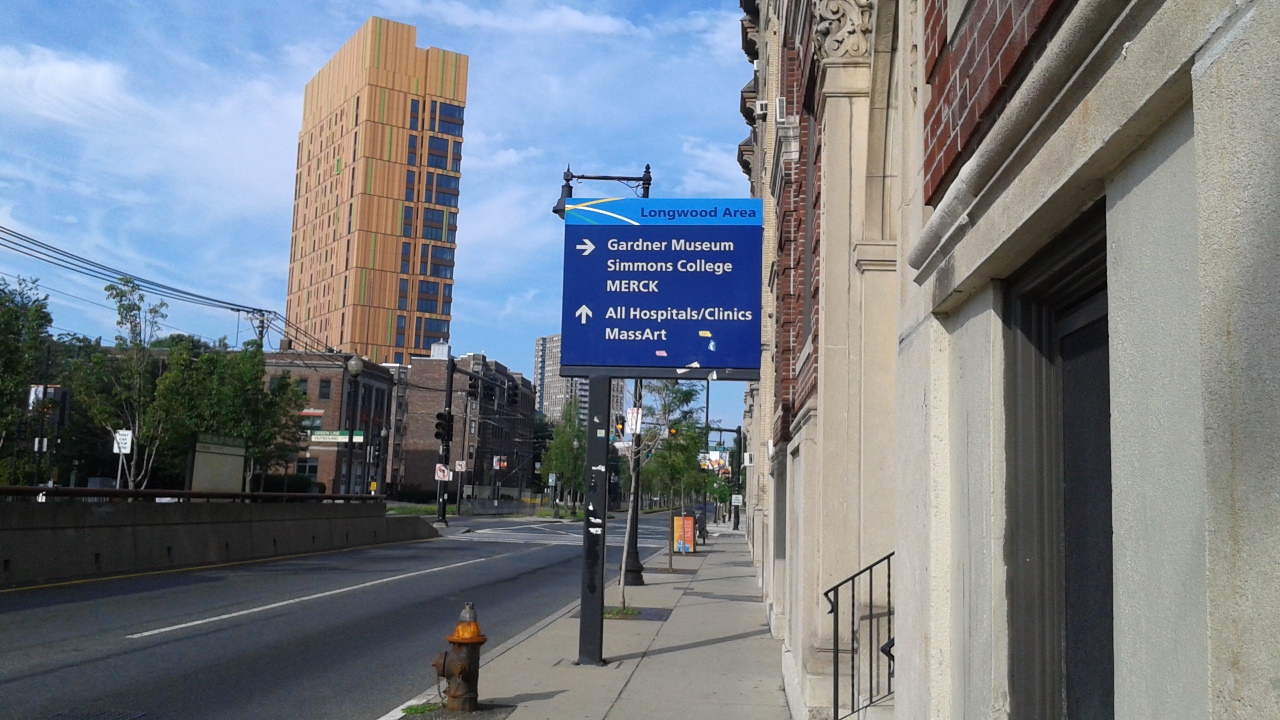 Longwood Area
Gardner Museum
Simmons College
MERCK
All Hospitals/Clinics
MassArt